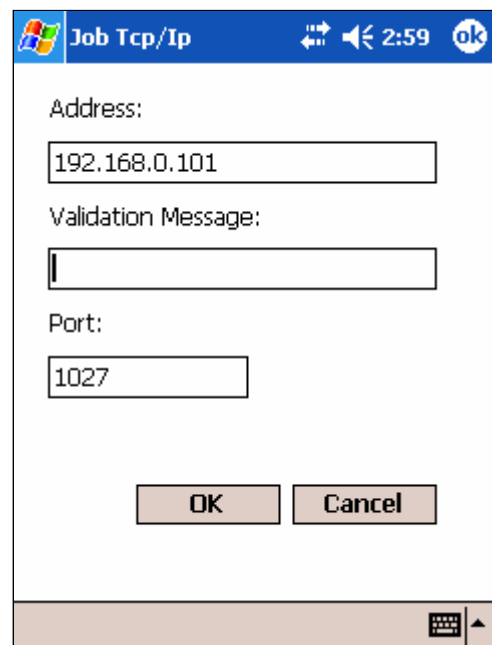 Job Tcp/Ip 2:59 ok
Address:
192.168.0.101
Validation Message:
Port:
1027
OK Cancel